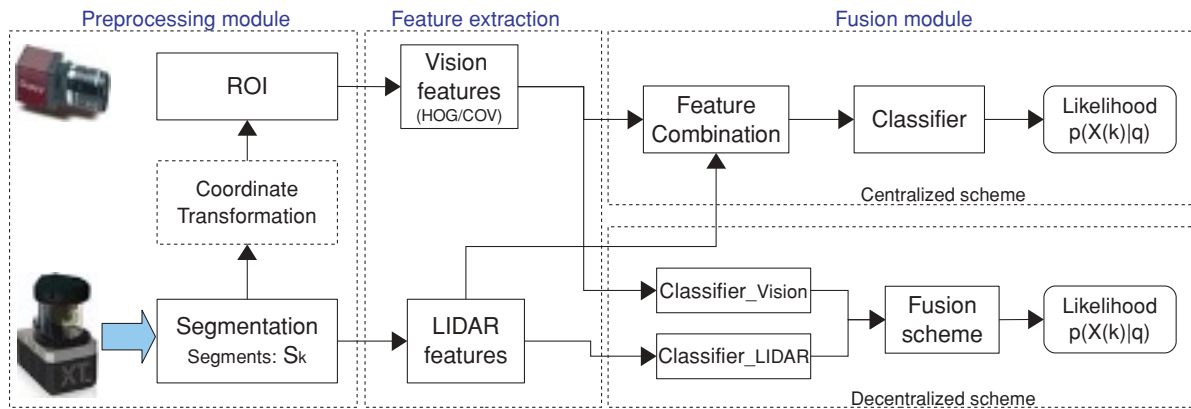 Preprocessing module
Feature extraction
Fusion module
ROI
Vision
features
(HOG/COV)
Feature
Combination
Classifier
Likelihood
p(X(k)|q)
Centralized scheme
Coordinate
Transformation
Segmentation
Segments: Sk
LIDAR
features
Classifier_Vision
Classifier_LIDAR
Fusion
scheme
Likelihood
p(X(k)|q)
Decentralized scheme
XT